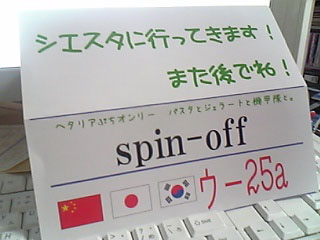 シエスタに行ってきます!
また後でね!
ヘタリアぷちオンリー パスタとジェラートと機甲様と。
spin-off
ウ-25a